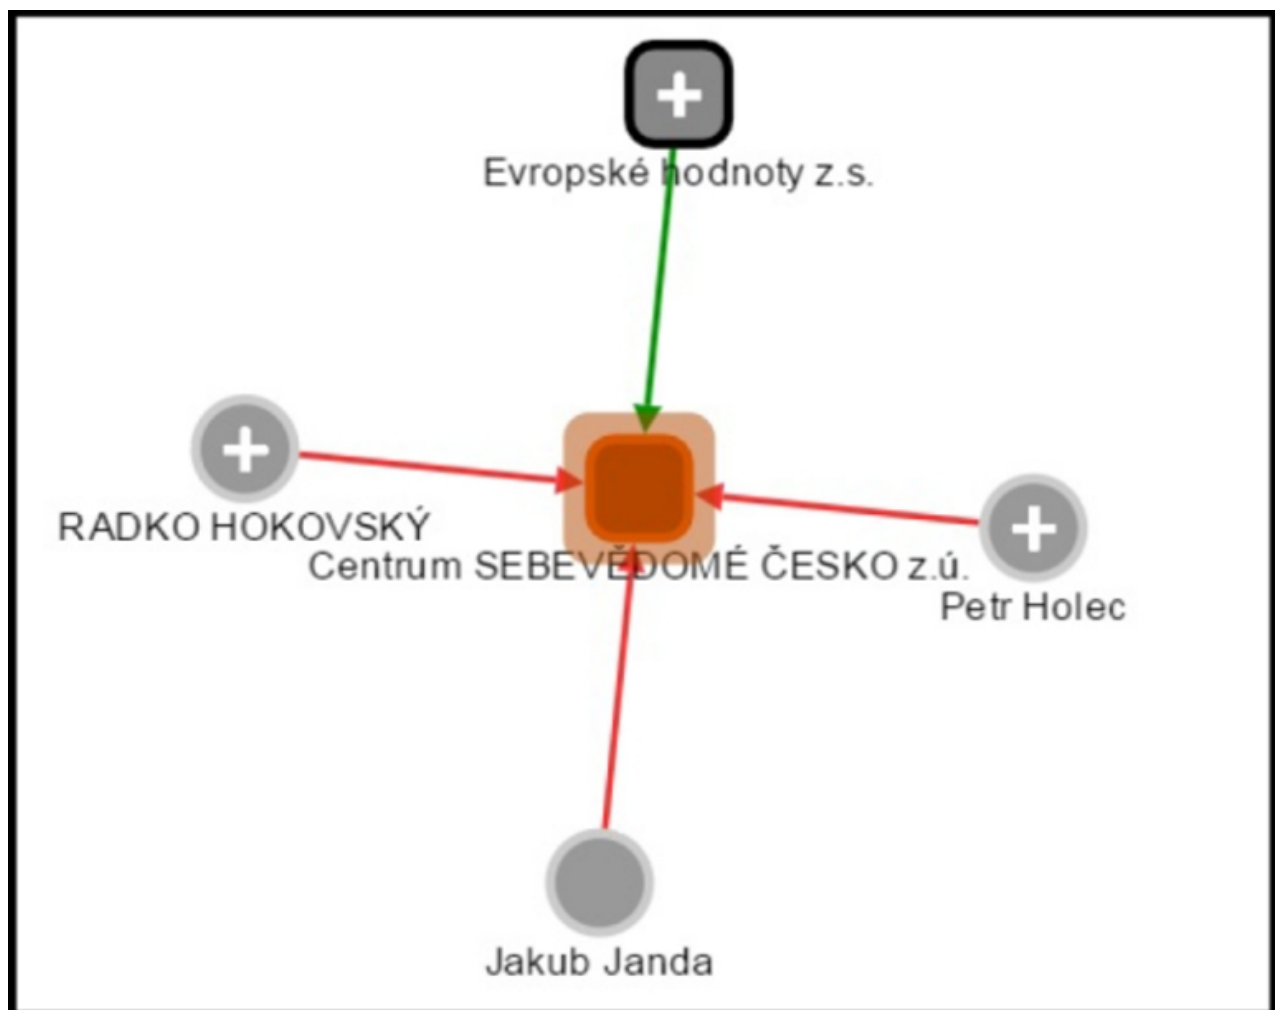 Evropské hodnoty z.s.
RADKO HOKOVSKÝ
Centrum SEBEVĚDOMÉ ČESKO z.ú.
Petr Holec
Jakub Janda